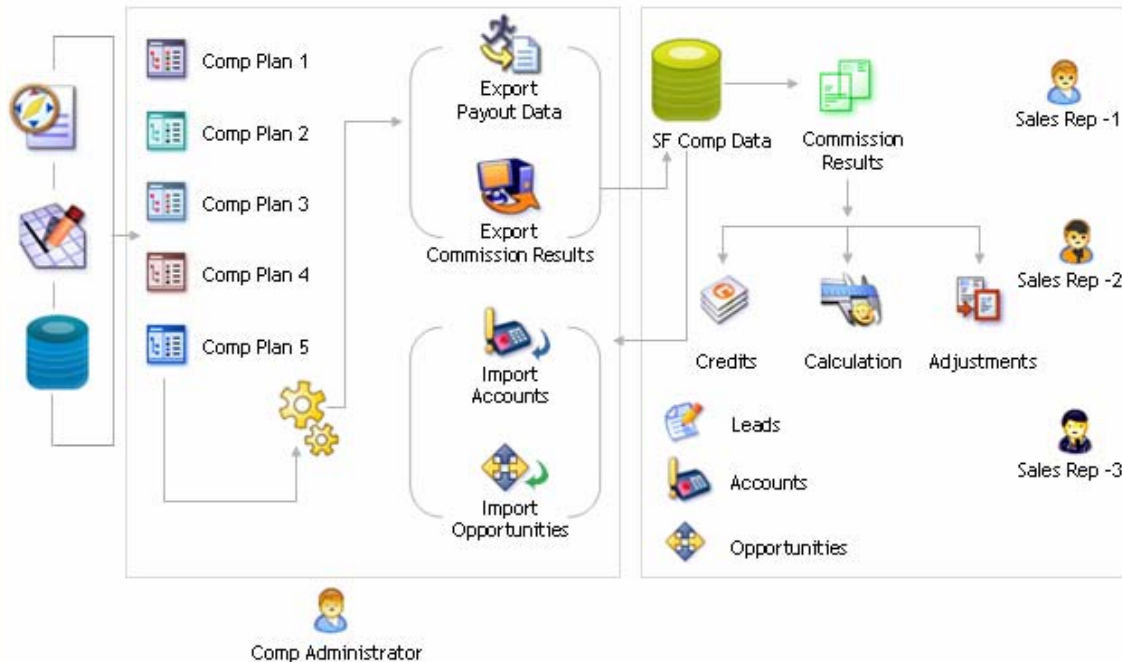 Comp Plan 1
Comp Plan 2
Comp Plan 3
Comp Plan 4
Comp Plan 5
Export
Payout Data
Export
Commission Results
Import
Accounts
Import
Opportunities
Comp Administrator
SF Comp Data
Commission
Results
Credits
Calculation
Adjustments
Leads
Accounts
Opportunities
Sales Rep -1
Sales Rep -2
Sales Rep -3